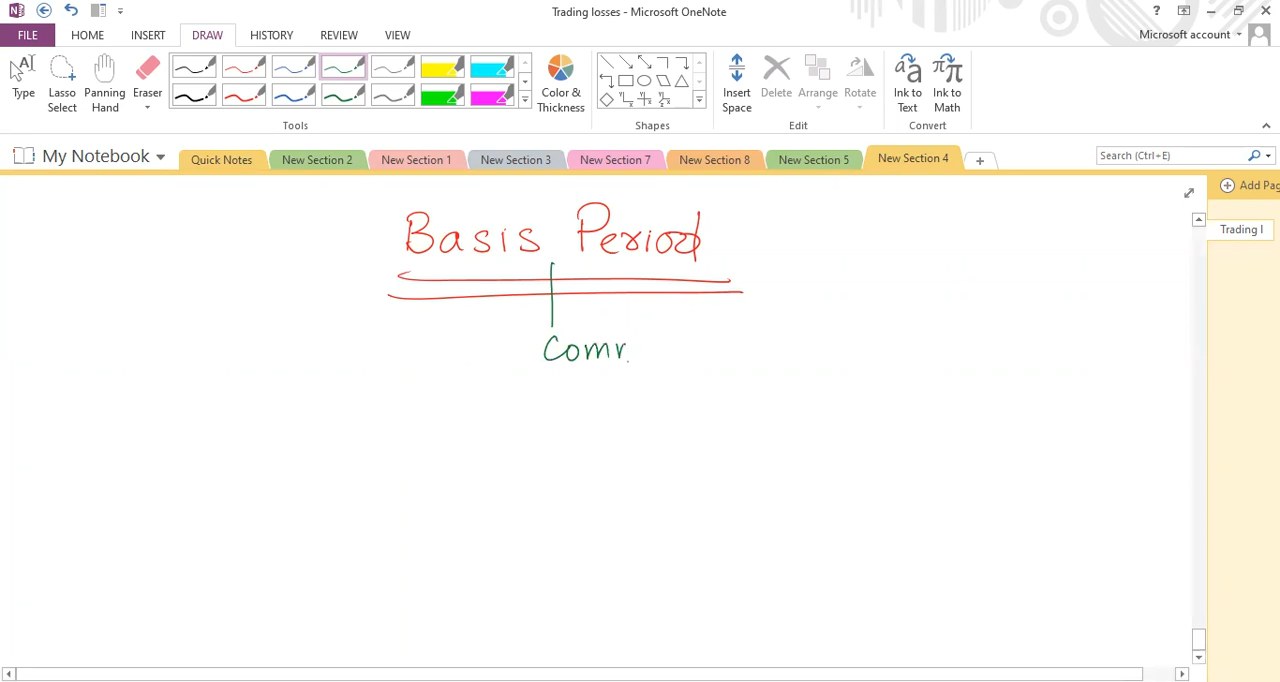 Trading losses - Microsoft OneNote
?
FILE HOME INSERT DRAW HISTORY REVIEW VIEW
Microsoft account
Type
Lasso Select
Panning Hand
Eraser
Color & Thickness
Insert Space
Delete
Arrange
Rotate
Ink to Text
Ink to Math
Tools
Shapes
Edit
Convert
My Notebook
Quick Notes
New Section 2
New Section 1
New Section 3
New Section 7
New Section 8
New Section 5
New Section 4
Search (Ctrl+E)
Add Pag
Trading l
Basis Period
Comr